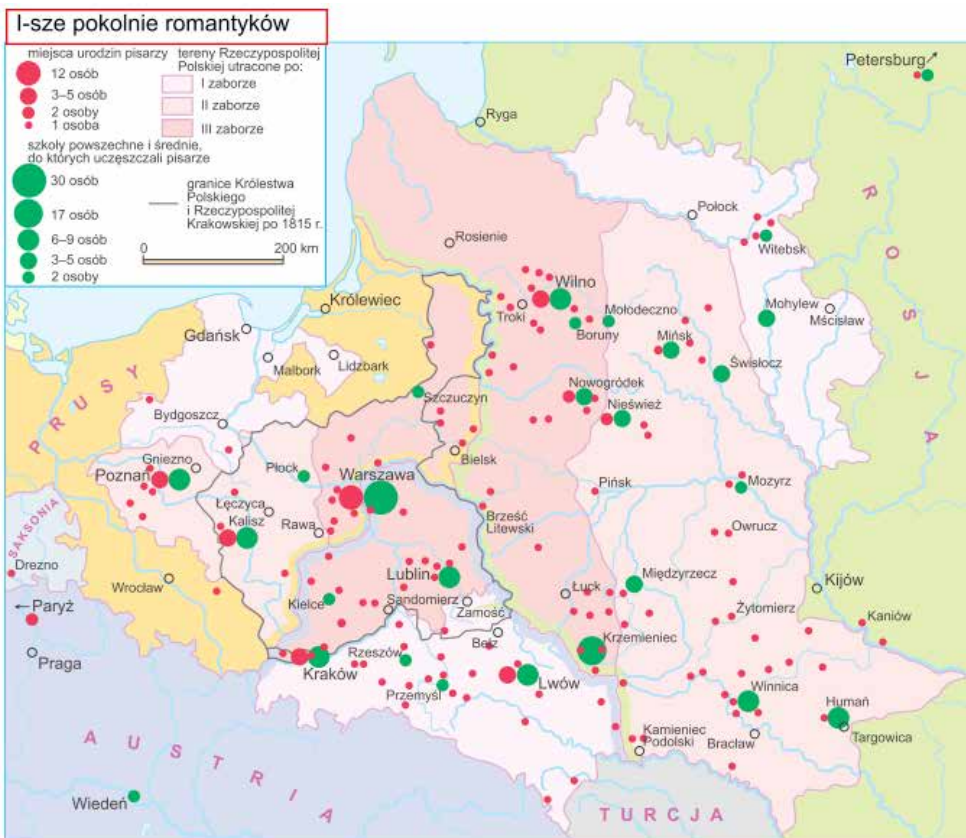 I-sze pokolnie romantyków
miejsca urodzin pisarzy
12 osób
3–5 osób
2 osoby
1 osoba
tereny Rzeczypospolitej
Polskiej utracone po:
I zaborze
II zaborze
III zaborze
szkoły powszechne i średnie,
do których uczęszczali pisarze
30 osób
17 osób
6–9 osób
3–5 osób
2 osoby
granice Królestwa
Polskiego
i Rzeczypospolitej
Krakowskiej po 1815 r.
0 200 km
Petersburg
Ryga
ROSJA
Połock
Rosienie
Witebsk
Królewiec
Wilno
Troki
Mołodeczno
Mohylew
Mścisław
Gdańsk
Boruny
Mińsk
Malbork
Lidzbark
Świsłocz
PRUSY
Szczuczyn
Nowogródek
Nieśwież
Bydgoszcz
Gniezno
Bielsk
Poznań
Płock
Warszawa
Pińsk
Mozyrz
Łęczyca
Kalisz
Rawa
Brześć
Litewski
Owrucz
SAKSONIA
Drezno
Wrocław
Lublin
Międzyrzecz
Kijów
Paryż
Kielce
Sandomierz
Zamość
Łuck
Żytomierz
Kaniów
Praga
Bełz
Krzemieniec
Rzeszów
Kraków
Przemyśl
Lwów
Winnica
Humań
Kamieniec
Podolski
Bracław
Targowica
AUSTRIA
Wiedeń
TURCJA